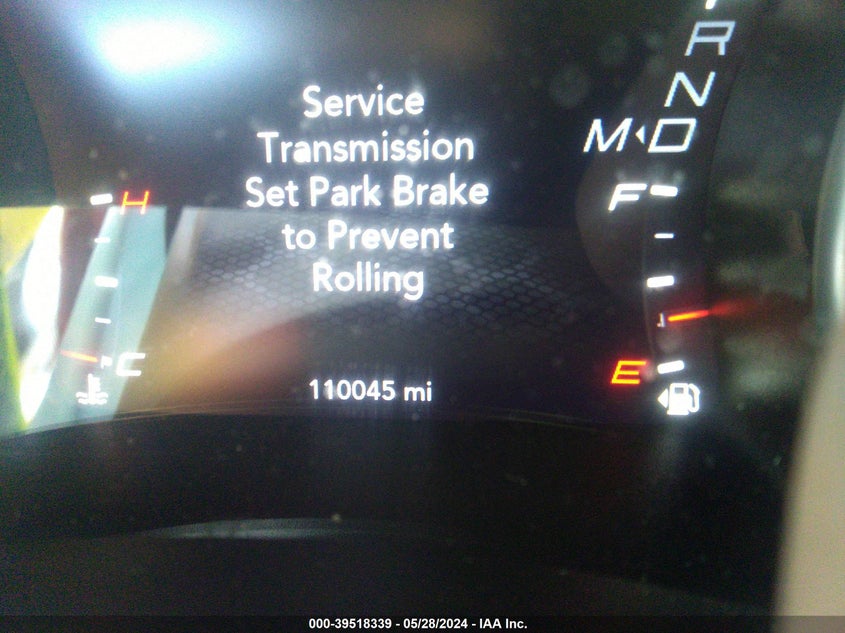 R
N
M D
Service
Transmission
Set Park Brake
to Prevent
Rolling
H
F
C
E
110045 mi
000-39518339 - 05/28/2024 - IAA Inc.